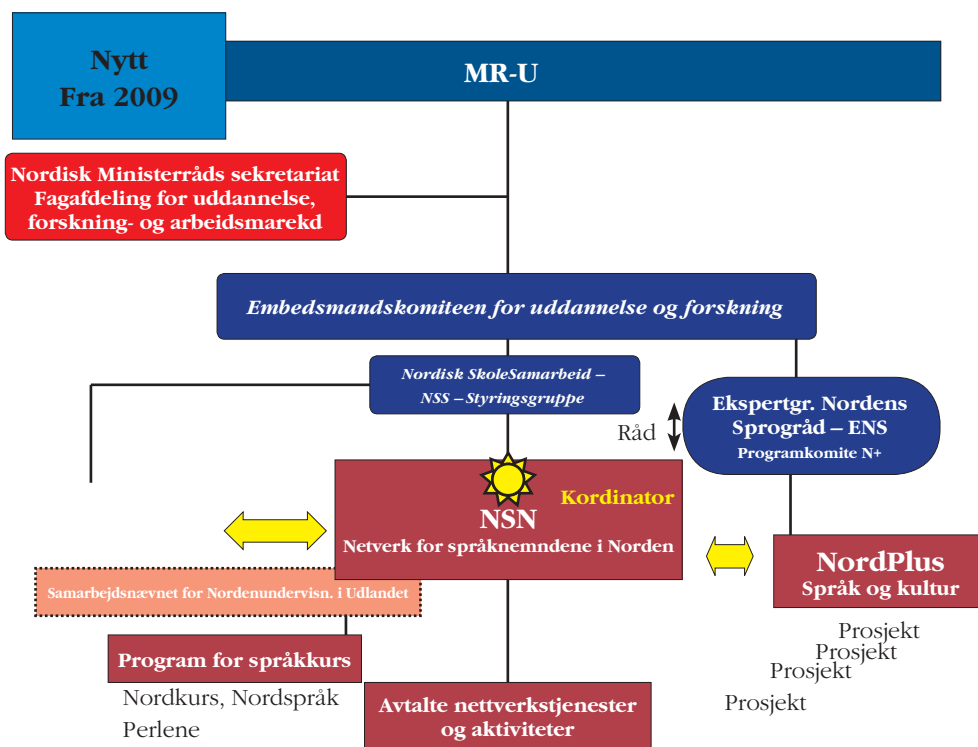 Nytt
Fra 2009
MR-U
Nordisk Ministerråds sekretariat
Fagafdeling for uddannelse,
forskning- og arbeidsmarekd
Embedsmandskomiteen for uddannelse og forskning
Nordisk SkoleSamarbeid –
NSS – Styringsgruppe
Ekspertgr. Nordens
Sprogråd – ENS
Programkomite N+
Råd
Kordinator
NSN
Netverk for språknemndene i Norden
NordPlus
Språk og kultur
Samarbejdsnævnet for Nordenundervisn. i Udlandet
Program for språkkurs
Nordkurs, Nordspråk
Perlene
Avtalte nettverkstjenester
og aktiviteter
Prosjekt
Prosjekt
Prosjekt
Prosjekt